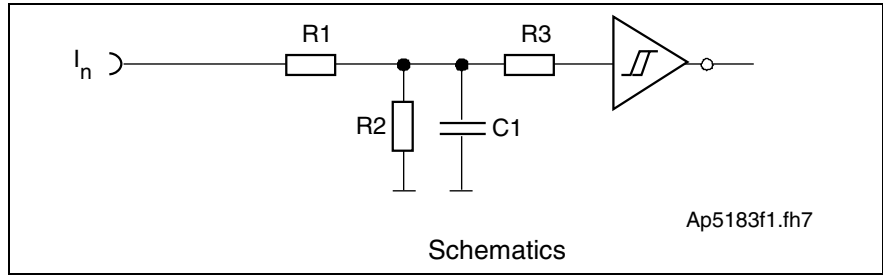 R1
R3
In
R2
C1
Ap5183f1.fh7
Schematics